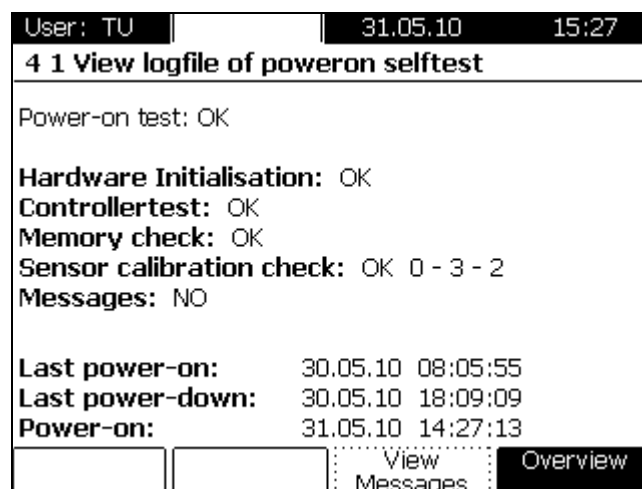 User: TU 31.05.10 15:27
4 1 View logfile of poweron selftest
Power-on test: OK
Hardware Initialisation: OK
Controllertest: OK
Memory check: OK
Sensor calibration check: OK 0 - 3 - 2
Messages: NO
Last power-on: 30.05.10 08:05:55
Last power-down: 30.05.10 18:09:09
Power-on: 31.05.10 14:27:13
View Overview
Messages